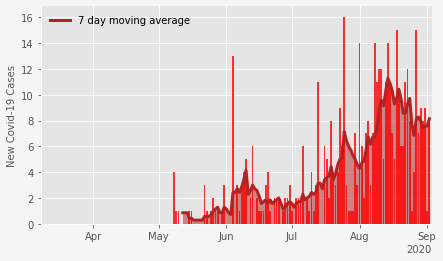 16
7 day moving average
14
12
10
8
6
4
2
0
New Covid-19 Cases
Apr
May
Jun
Jul
Aug
Sep
2020